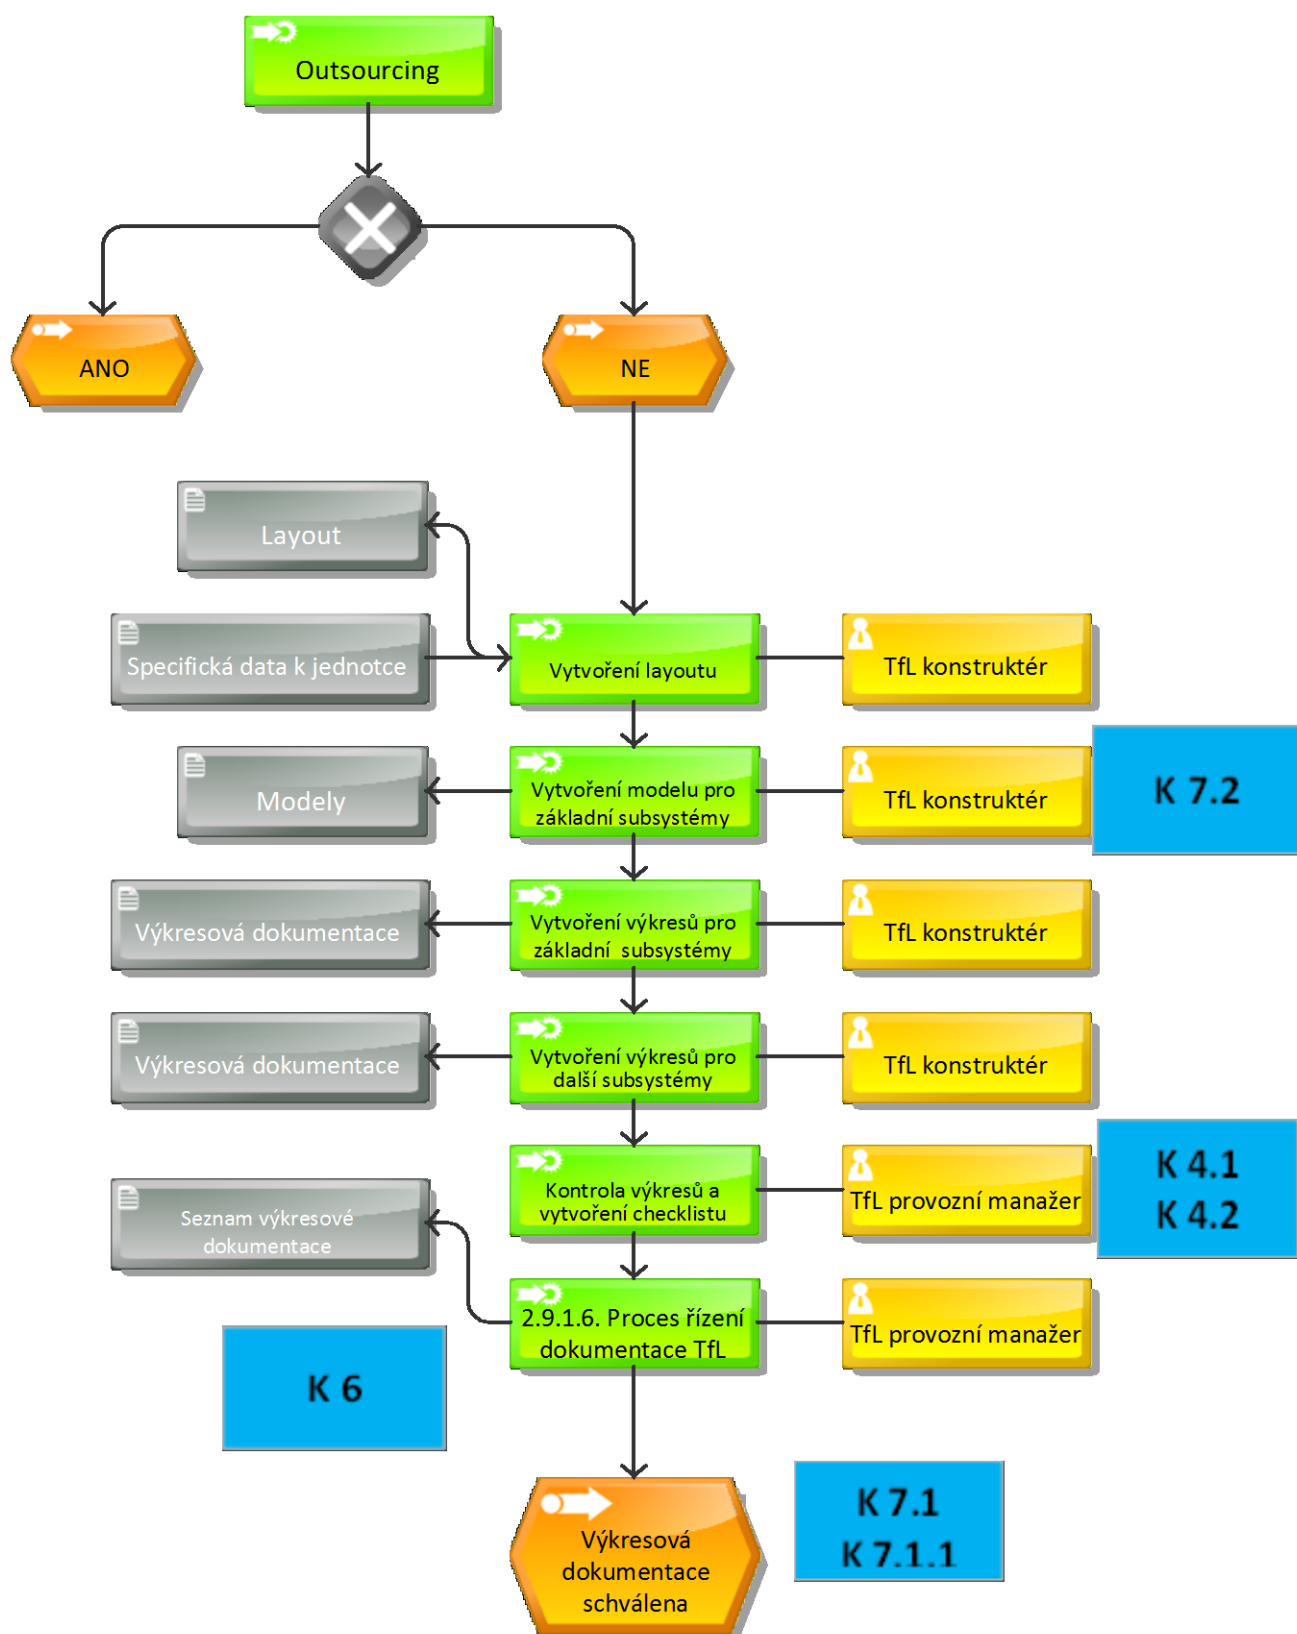 Outsourcing
ANO
NE
Layout
Specifická data k jednotce
Vytvoření layoutu
TfL konstruktér
Modely
Vytvoření modelu pro
základní subsystémy
TfL konstruktér
K 7.2
Výkresová dokumentace
Vytvoření výkresů pro
základní  subsystémy
TfL konstruktér
Výkresová dokumentace
Vytvoření výkresů pro
další subsystémy
TfL konstruktér
Seznam výkresové
dokumentace
Kontrola výkresů a
vytvoření checklistu
TfL provozní manažer
K 4.1
K 4.2
2.9.1.6. Proces řízení
dokumentace TfL
TfL provozní manažer
K 6
Výkresová
dokumentace
schválena
K 7.1
K 7.1.1